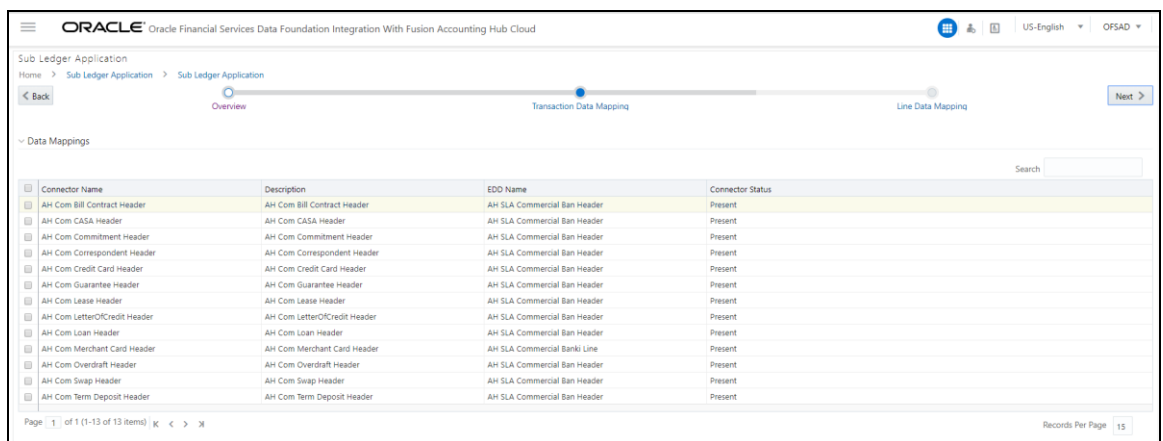 ORACLE Oracle Financial Services Data Foundation Integration With Fusion Accounting Hub Cloud US-English OFSAD
Sub Ledger Application
Home > Sub Ledger Application > Sub Ledger Application
< Back Next >
Overview Transaction Data Mapping Line Data Mapping
Data Mappings
Search
Connector Name Description EDD Name Connector Status
AH Com Bill Contract Header AH Com Bill Contract Header AH SLA Commercial Ban Header Present
AH Com CASA Header AH Com CASA Header AH SLA Commercial Ban Header Present
AH Com Commitment Header AH Com Commitment Header AH SLA Commercial Ban Header Present
AH Com Correspondent Header AH Com Correspondent Header AH SLA Commercial Ban Header Present
AH Com Credit Card Header AH Com Credit Card Header AH SLA Commercial Ban Header Present
AH Com Guarantee Header AH Com Guarantee Header AH SLA Commercial Ban Header Present
AH Com Lease Header AH Com Lease Header AH SLA Commercial Ban Header Present
AH Com LetterOfCredit Header AH Com LetterOfCredit Header AH SLA Commercial Ban Header Present
AH Com Loan Header AH Com Loan Header AH SLA Commercial Ban Header Present
AH Com Merchant Card Header AH Com Merchant Card Header AH SLA Commercial Banki Line Present
AH Com Overdraft Header AH Com Overdraft Header AH SLA Commercial Ban Header Present
AH Com Swap Header AH Com Swap Header AH SLA Commercial Ban Header Present
AH Com Term Deposit Header AH Com Term Deposit Header AH SLA Commercial Ban Header Present
Page 1 of 1 (1-13 of 13 items) Records Per Page 15